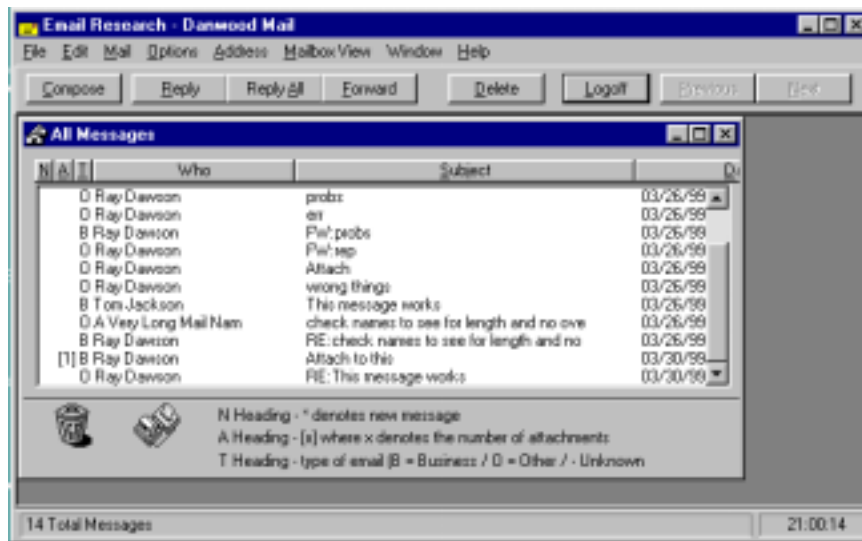 Email Research - Danwood Mail
File Edit Mail Options Address Mailbox View Window Help
Compose Reply Reply All Forward Delete Logoff Previous Next
All Messages
N A T Who Subject Da
O Ray Dawson probs 03/26/99
O Ray Dawson err 03/26/99
B Ray Dawson FW:probs 03/26/99
O Ray Dawson FW:rep 03/26/99
O Ray Dawson Attach 03/26/99
O Ray Dawson wrong things 03/26/99
B Tom Jackson This message works 03/26/99
O A Very Long Mail Nam check names to see for length and no ove 03/26/99
B Ray Dawson RE:check names to see for length and no 03/26/99
[1] B Ray Dawson Attach to this 03/30/99
O Ray Dawson RE:This message works 03/30/99
N Heading - * denotes new message
A Heading - [x] where x denotes the number of attachments
T Heading - type of email (B = Business / O = Other / - Unknown
14 Total Messages 21:00:14